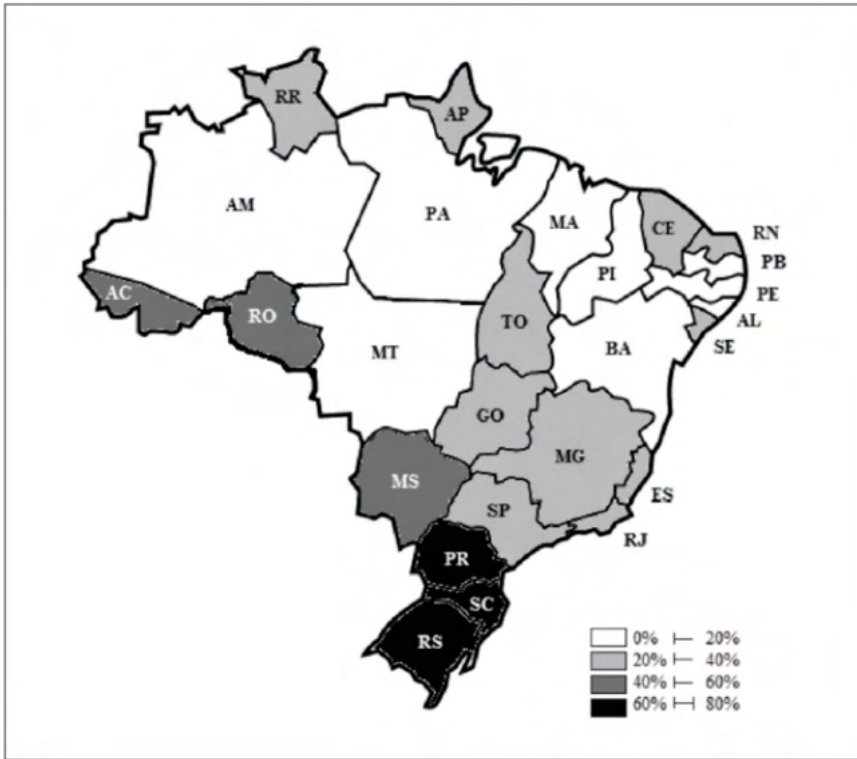 RR
AP
AM
PA
MA
CE
RN
PB
PI
PE
AC
RO
TO
AL
SE
MT
BA
GO
MG
MS
ES
SP
RJ
PR
SC
RS
0% ⊢ 20%
20% ⊢ 40%
40% ⊢ 60%
60% ⊢⊣ 80%